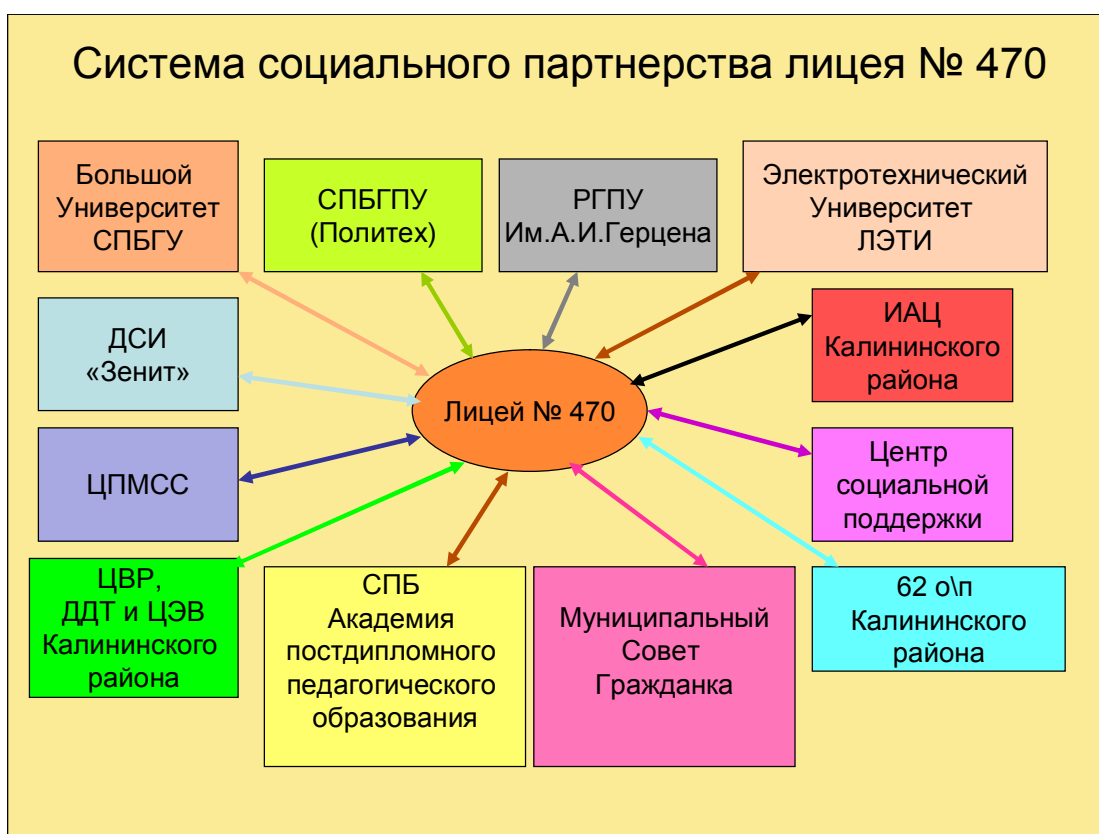 Система социального партнерства лицея № 470
Большой
Университет
СПБГУ
СПБГПУ
(Политех)
РГПУ
Им.А.И.Герцена
Электротехнический
Университет
ЛЭТИ
ДСИ
«Зенит»
ИАЦ
Калининского
района
Лицей № 470
ЦПМСС
Центр
социальной
поддержки
ЦВР,
ДДТ и ЦЭВ
Калининского
района
СПБ
Академия
постдипломного
педагогического
образования
Муниципальный
Совет
Гражданка
62 о\п
Калининского
района